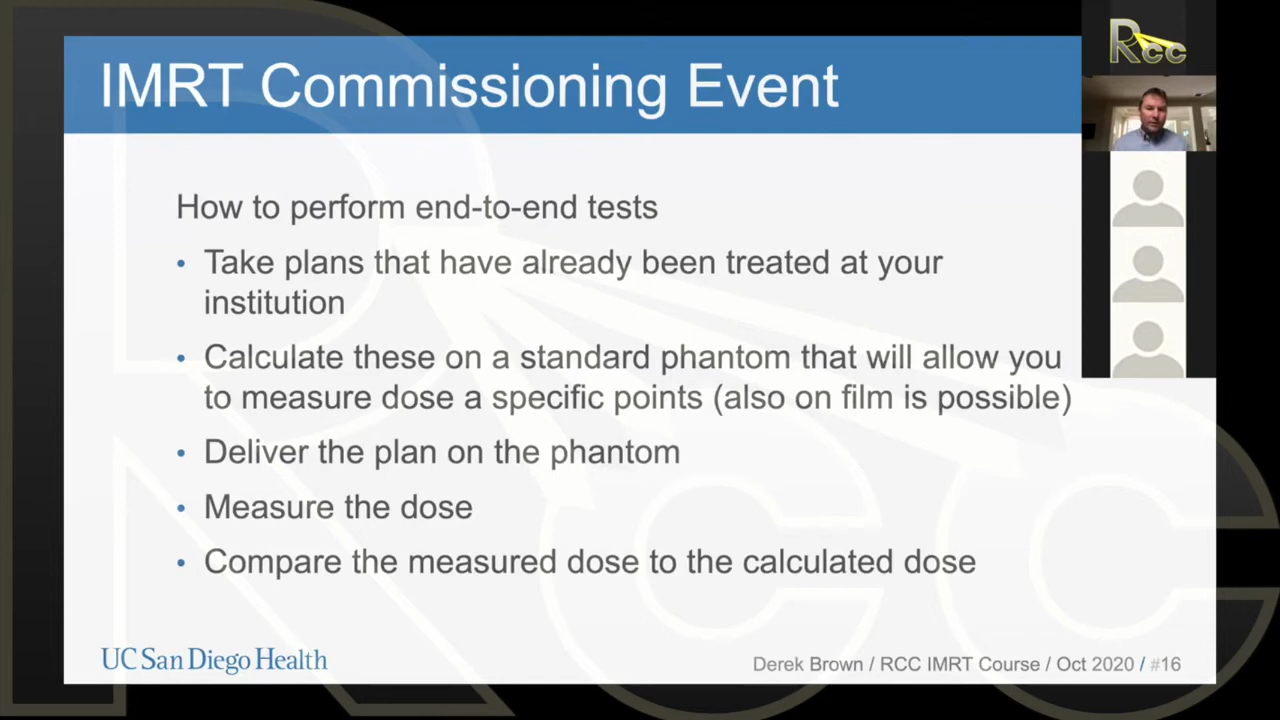 IMRT Commissioning Event
Rcc
How to perform end-to-end tests
• Take plans that have already been treated at your
institution
• Calculate these on a standard phantom that will allow you
to measure dose a specific points (also on film is possible)
• Deliver the plan on the phantom
• Measure the dose
• Compare the measured dose to the calculated dose
UC San Diego Health
Derek Brown / RCC IMRT Course / Oct 2020 / #16